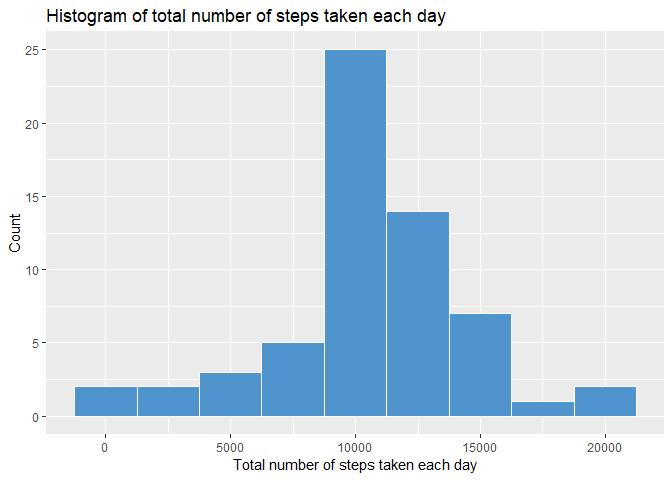 Histogram of total number of steps taken each day
25
20
15
10
5
0
Count
0 5000 10000 15000 20000
Total number of steps taken each day